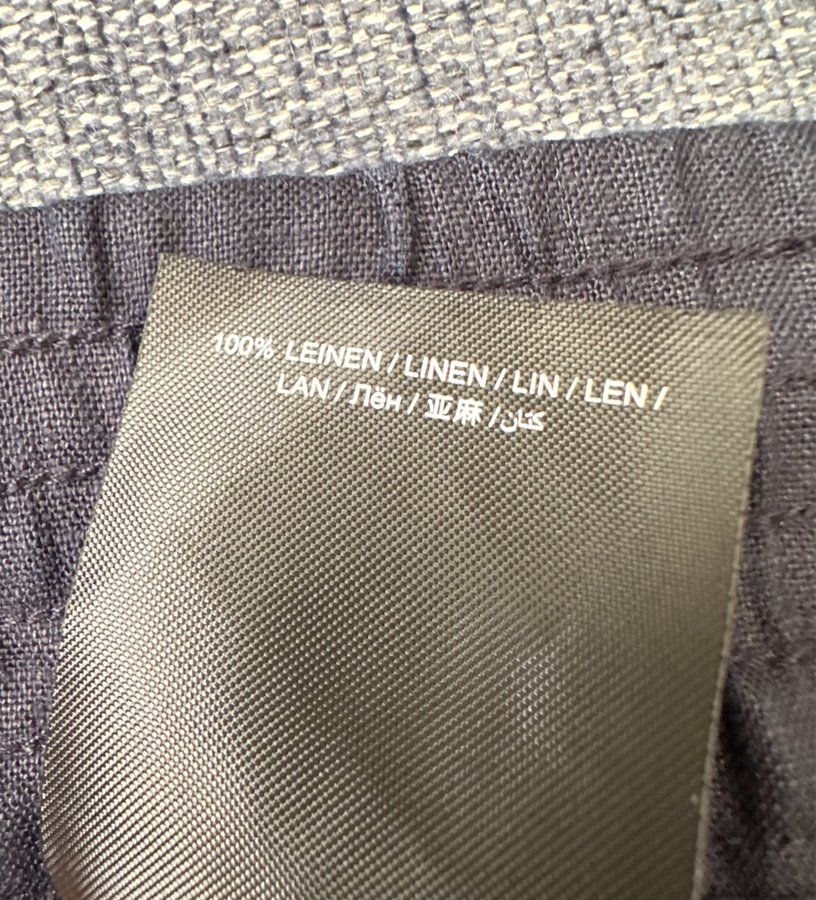 100% LEINEN / LINEN / LIN / LEN /
LAN / Лён / 亚麻 / كتان